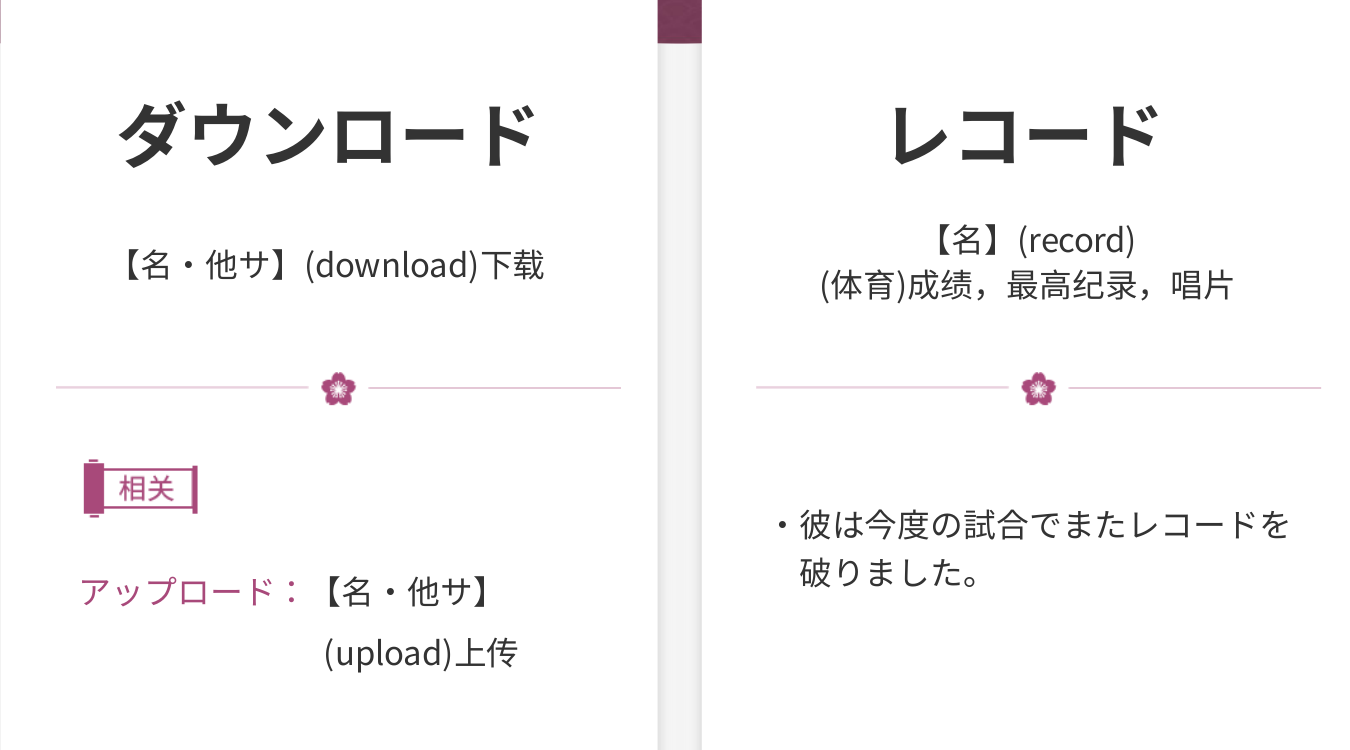 ダウンロード
【名・他サ】(download)下载
相关
アップロード：【名・他サ】
(upload)上传
レコード
【名】(record)
(体育)成绩，最高纪录，唱片
・彼は今度の試合でまたレコードを
破りました。